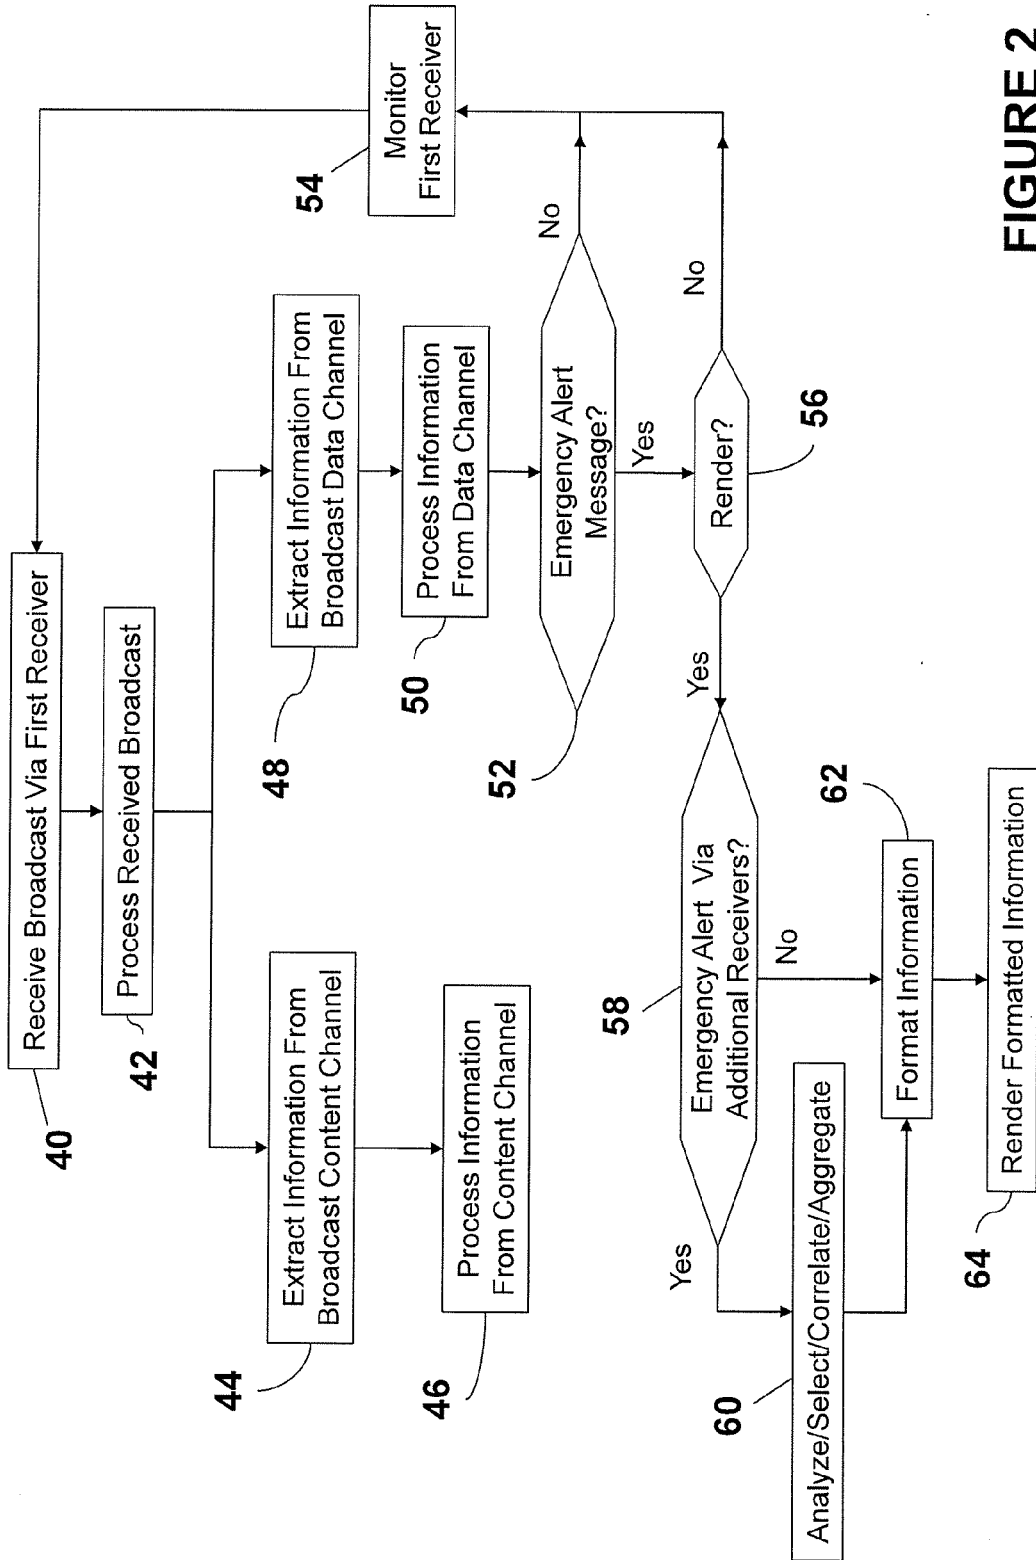 Receive Broadcast Via First Receiver
40
Process Received Broadcast
42
Monitor
First Receiver
54
Extract Information From
Broadcast Content Channel
44
Extract Information From
Broadcast Data Channel
48
Process Information
From Content Channel
46
Process Information
From Data Channel
50
Emergency Alert
Message?
52
No
Yes
Render?
56
No
Yes
Emergency Alert Via
Additional Receivers?
58
Yes
No
Analyze/Select/Correlate/Aggregate
60
Format Information
62
Render Formatted Information
64
FIGURE 2